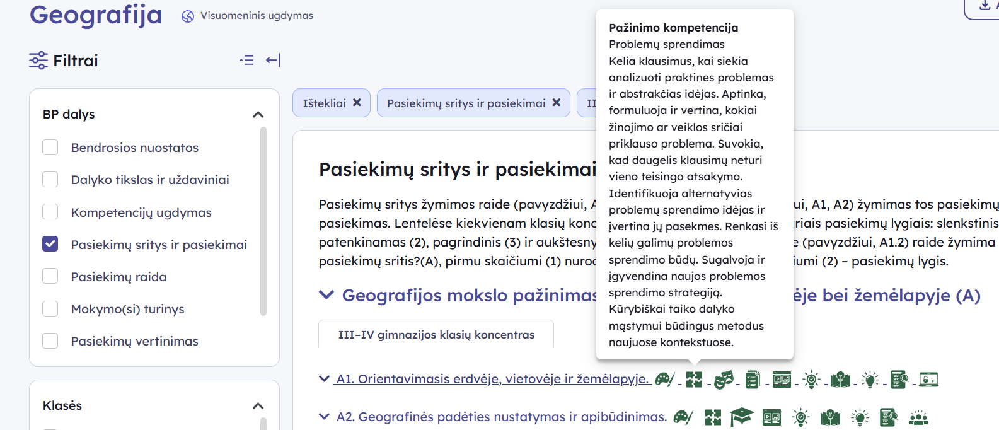 Geografija
Visuomeninis ugdymas
Filtrai
BP dalys
Bendrosios nuostatos
Dalyko tikslas ir uždaviniai
Kompetencijų ugdymas
Pasiekimų sritys ir pasiekimai
Pasiekimų raida
Mokymo(si) turinys
Pasiekimų vertinimas
Klasės
Ištekliai
Pasiekimų sritys ir pasiekimai
II
Pažinimo kompetencija
Problemų sprendimas
Kelia klausimus, kai siekia
analizuoti praktines problemas
ir abstrakčias idėjas. Aptinka,
formuluoja ir vertina, kokiai
žinojimo ar veiklos sričiai
priklauso problema. Suvokia,
kad daugelis klausimų neturi
vieno teisingo atsakymo.
Identifikuoja alternatyvias
problemų sprendimo idėjas ir
įvertina jų pasekmes. Renkasi iš
kelių galimų problemos
sprendimo būdų. Sugalvoja ir
įgyvendina naujos problemos
sprendimo strategiją.
Kūrybiškai taiko dalyko
mąstymui būdingus metodus
naujuose kontekstuose.
Pasiekimų sritys ir pasiekimai
Pasiekimų sritys žymimos raide (pavyzdžiui, A ui, A1, A2) žymimas tos pasiekimų
pasiekimas. Lentelėse kiekvienam klasių konc riais pasiekimų lygiais: slenkstinis
patenkinamas (2), pagrindinis (3) ir aukštesny e (pavyzdžiui, A1.2) raide žymima
pasiekimų sritis?(A), pirmu skaičiumi (1) nuroc iumi (2) – pasiekimų lygis.
Geografijos mokslo pažinimas ėje bei žemėlapyje (A)
III–IV gimnazijos klasių koncentras
A1. Orientavimasis erdvėje, vietovėje ir žemėlapyje.
A2. Geografinės padėties nustatymas ir apibūdinimas.